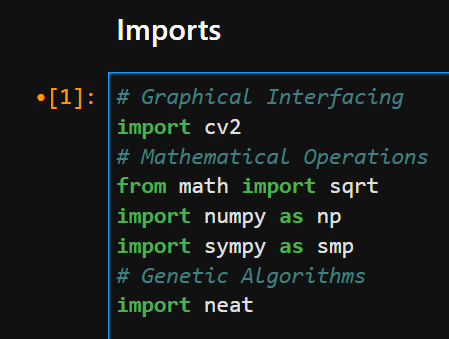 Imports
•[1]:
# Graphical Interfacing
import cv2
# Mathematical Operations
from math import sqrt
import numpy as np
import sympy as smp
# Genetic Algorithms
import neat